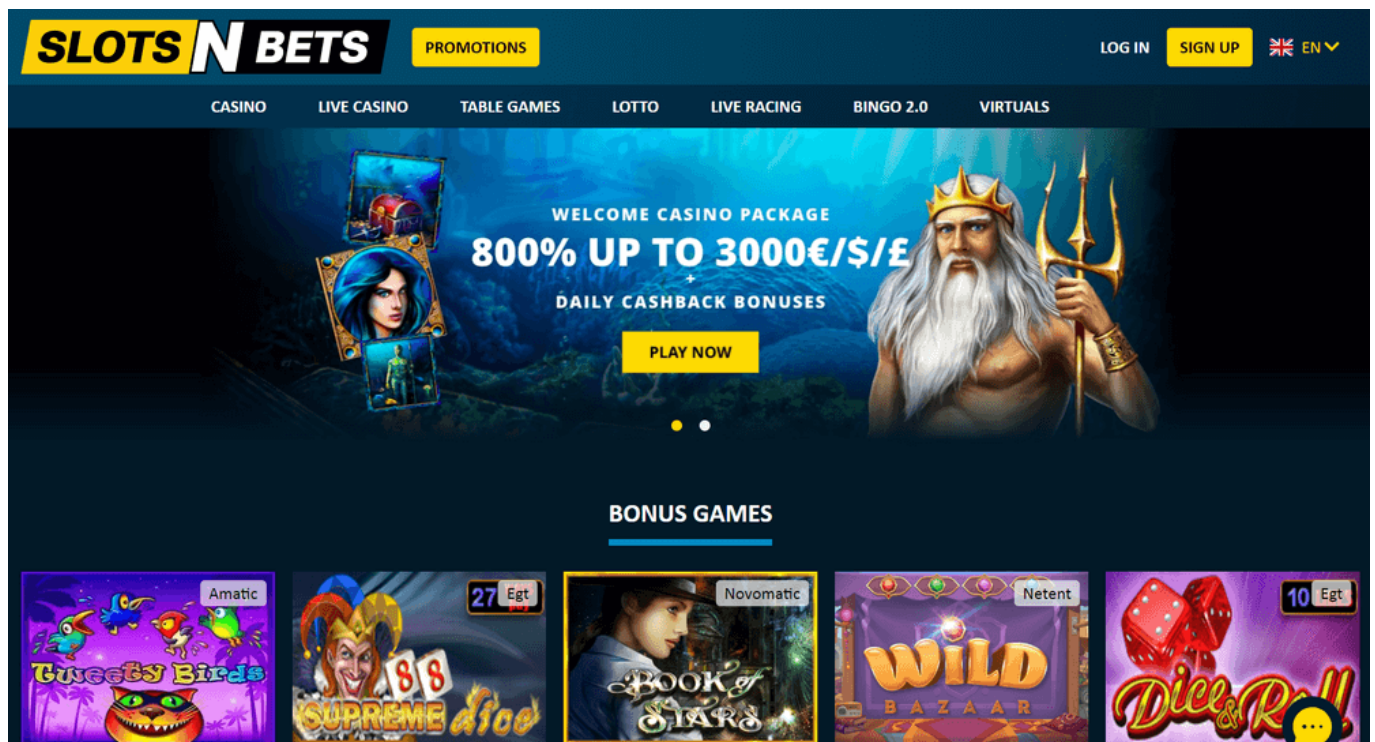 SLOTS N BETS
PROMOTIONS
LOG IN
SIGN UP
EN
CASINO
LIVE CASINO
TABLE GAMES
LOTTO
LIVE RACING
BINGO 2.0
VIRTUALS
WELCOME CASINO PACKAGE
800% UP TO 3000€/$/£
+
DAILY CASHBACK BONUSES
PLAY NOW
BONUS GAMES
Amatic
Tweety Birds
27 Egt
88
SUPREME dice
Novomatic
BOOK of
STARS
Netent
WILD
BAZAAR
10 Egt
Dice & Roll